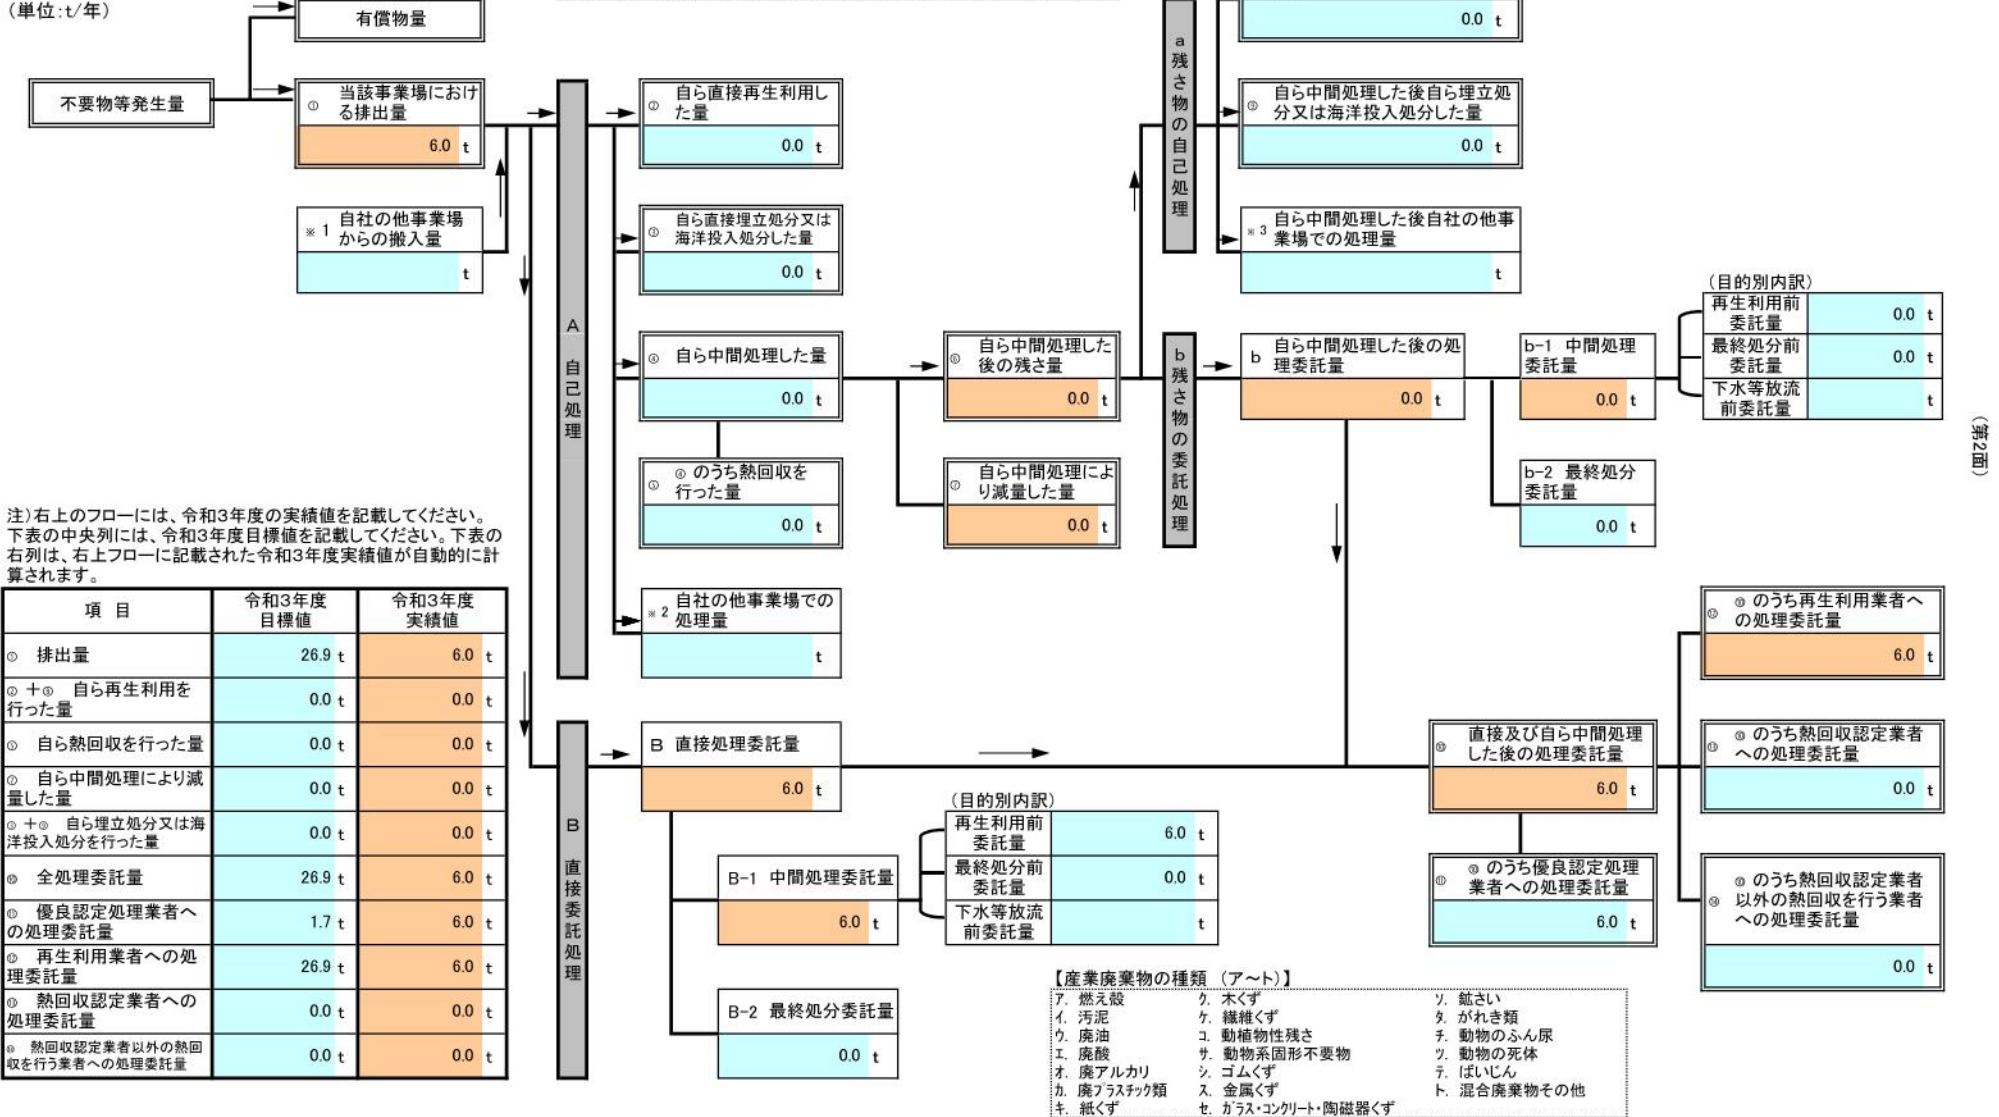 （単位：t/年）
有償物量
不要物等発生量
① 当該事業場におけ
る排出量
6.0 t
※1 自社の他事業場
からの搬入量
t
A 自己処理
② 自ら直接再生利用し
た量
0.0 t
自ら直接埋立処分又は
海洋投入処分した量
0.0 t
④ 自ら中間処理した量
0.0 t
④ のうち熱回収を
行った量
0.0 t
※2 自社の他事業場での
処理量
t
⑥ 自ら中間処理した
後の残さ量
0.0 t
⑦ 自ら中間処理によ
り減量した量
0.0 t
a 残さ物の自己処理
0.0 t
⑨ 自ら中間処理した後自ら埋立処
分又は海洋投入処分した量
0.0 t
※3 自ら中間処理した後自社の他事
業場での処理量
t
b 残さ物の委託処理
b 自ら中間処理した後の処
理委託量
0.0 t
b-1 中間処理
委託量
0.0 t
（目的別内訳）
再生利用前
委託量
0.0 t
最終処分前
委託量
0.0 t
下水等放流
前委託量
t
b-2 最終処分
委託量
0.0 t
（第2面）
注）右上のフローには、令和3年度の実績値を記載してください。
下表の中央列には、令和3年度目標値を記載してください。下表の
右列は、右上フローに記載された令和3年度実績値が自動的に計
算されます。
項 目
令和3年度
目標値
令和3年度
実績値
① 排出量
26.9 t
6.0 t
自ら再生利用を
行った量
0.0 t
0.0 t
自ら熱回収を行った量
0.0 t
0.0 t
⑦ 自ら中間処理により減
量した量
0.0 t
0.0 t
自ら埋立処分又は海
洋投入処分を行った量
0.0 t
0.0 t
⑩ 全処理委託量
26.9 t
6.0 t
⑪ 優良認定処理業者へ
の処理委託量
1.7 t
6.0 t
⑫ 再生利用業者への処
理委託量
26.9 t
6.0 t
⑬ 熱回収認定業者への
処理委託量
0.0 t
0.0 t
⑭ 熱回収認定業者以外の熱回
収を行う業者への処理委託量
0.0 t
0.0 t
B 直接委託処理
B 直接処理委託量
6.0 t
B-1 中間処理委託量
6.0 t
（目的別内訳）
再生利用前
委託量
6.0 t
最終処分前
委託量
0.0 t
下水等放流
前委託量
t
B-2 最終処分委託量
0.0 t
⑩ 直接及び自ら中間処理
した後の処理委託量
6.0 t
⑪ ⑩ のうち優良認定処理
業者への処理委託量
6.0 t
⑫ ⑩ のうち再生利用業者へ
の処理委託量
6.0 t
⑬ ⑩ のうち熱回収認定業者
への処理委託量
0.0 t
⑭ ⑩ のうち熱回収認定業者
以外の熱回収を行う業者
への処理委託量
0.0 t
【産業廃棄物の種類 （ア〜ト）】
ア. 燃え殻 ク. 木くず ソ. 鉱さい
イ. 汚泥 ケ. 繊維くず タ. がれき類
ウ. 廃油 コ. 動植物性残さ チ. 動物のふん尿
エ. 廃酸 サ. 動物系固形不要物 ツ. 動物の死体
オ. 廃アルカリ シ. ゴムくず テ. ばいじん
カ. 廃プラスチック類 ス. 金属くず ト. 混合廃棄物その他
キ. 紙くず セ. ガラス・コンクリート・陶磁器くず